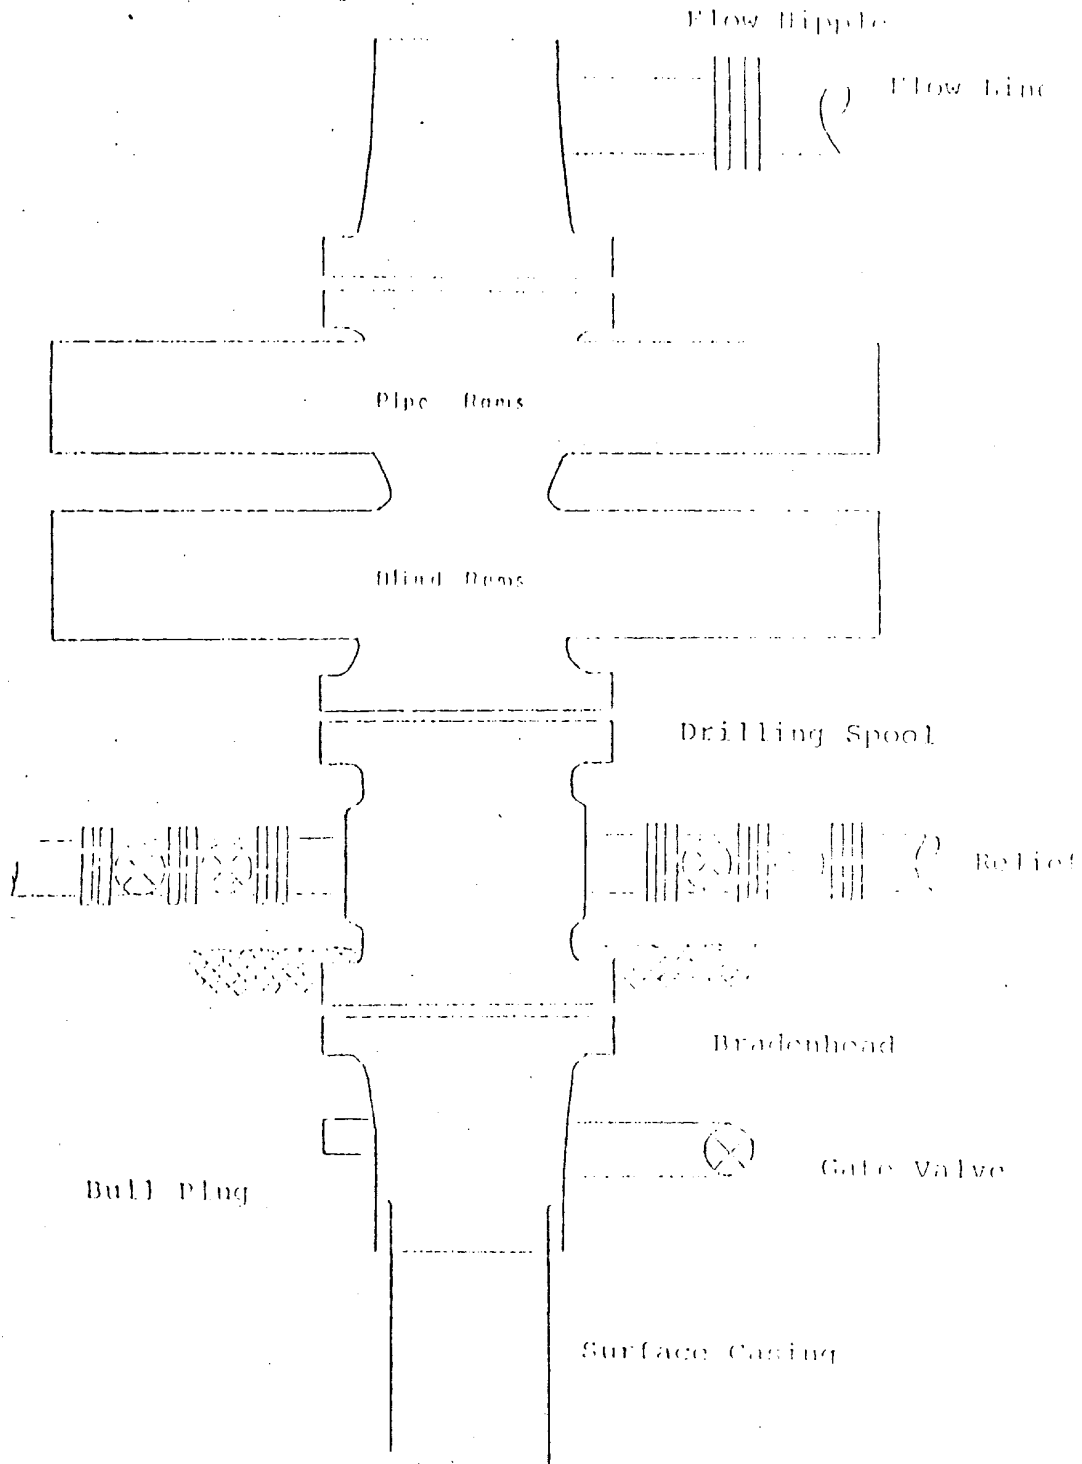 Flow Nipple
Flow Line
Pipe Rams
Blind Rams
Drilling Spool
Relief
Bradenhead
Gate Valve
Bull Plug
Surface Casing